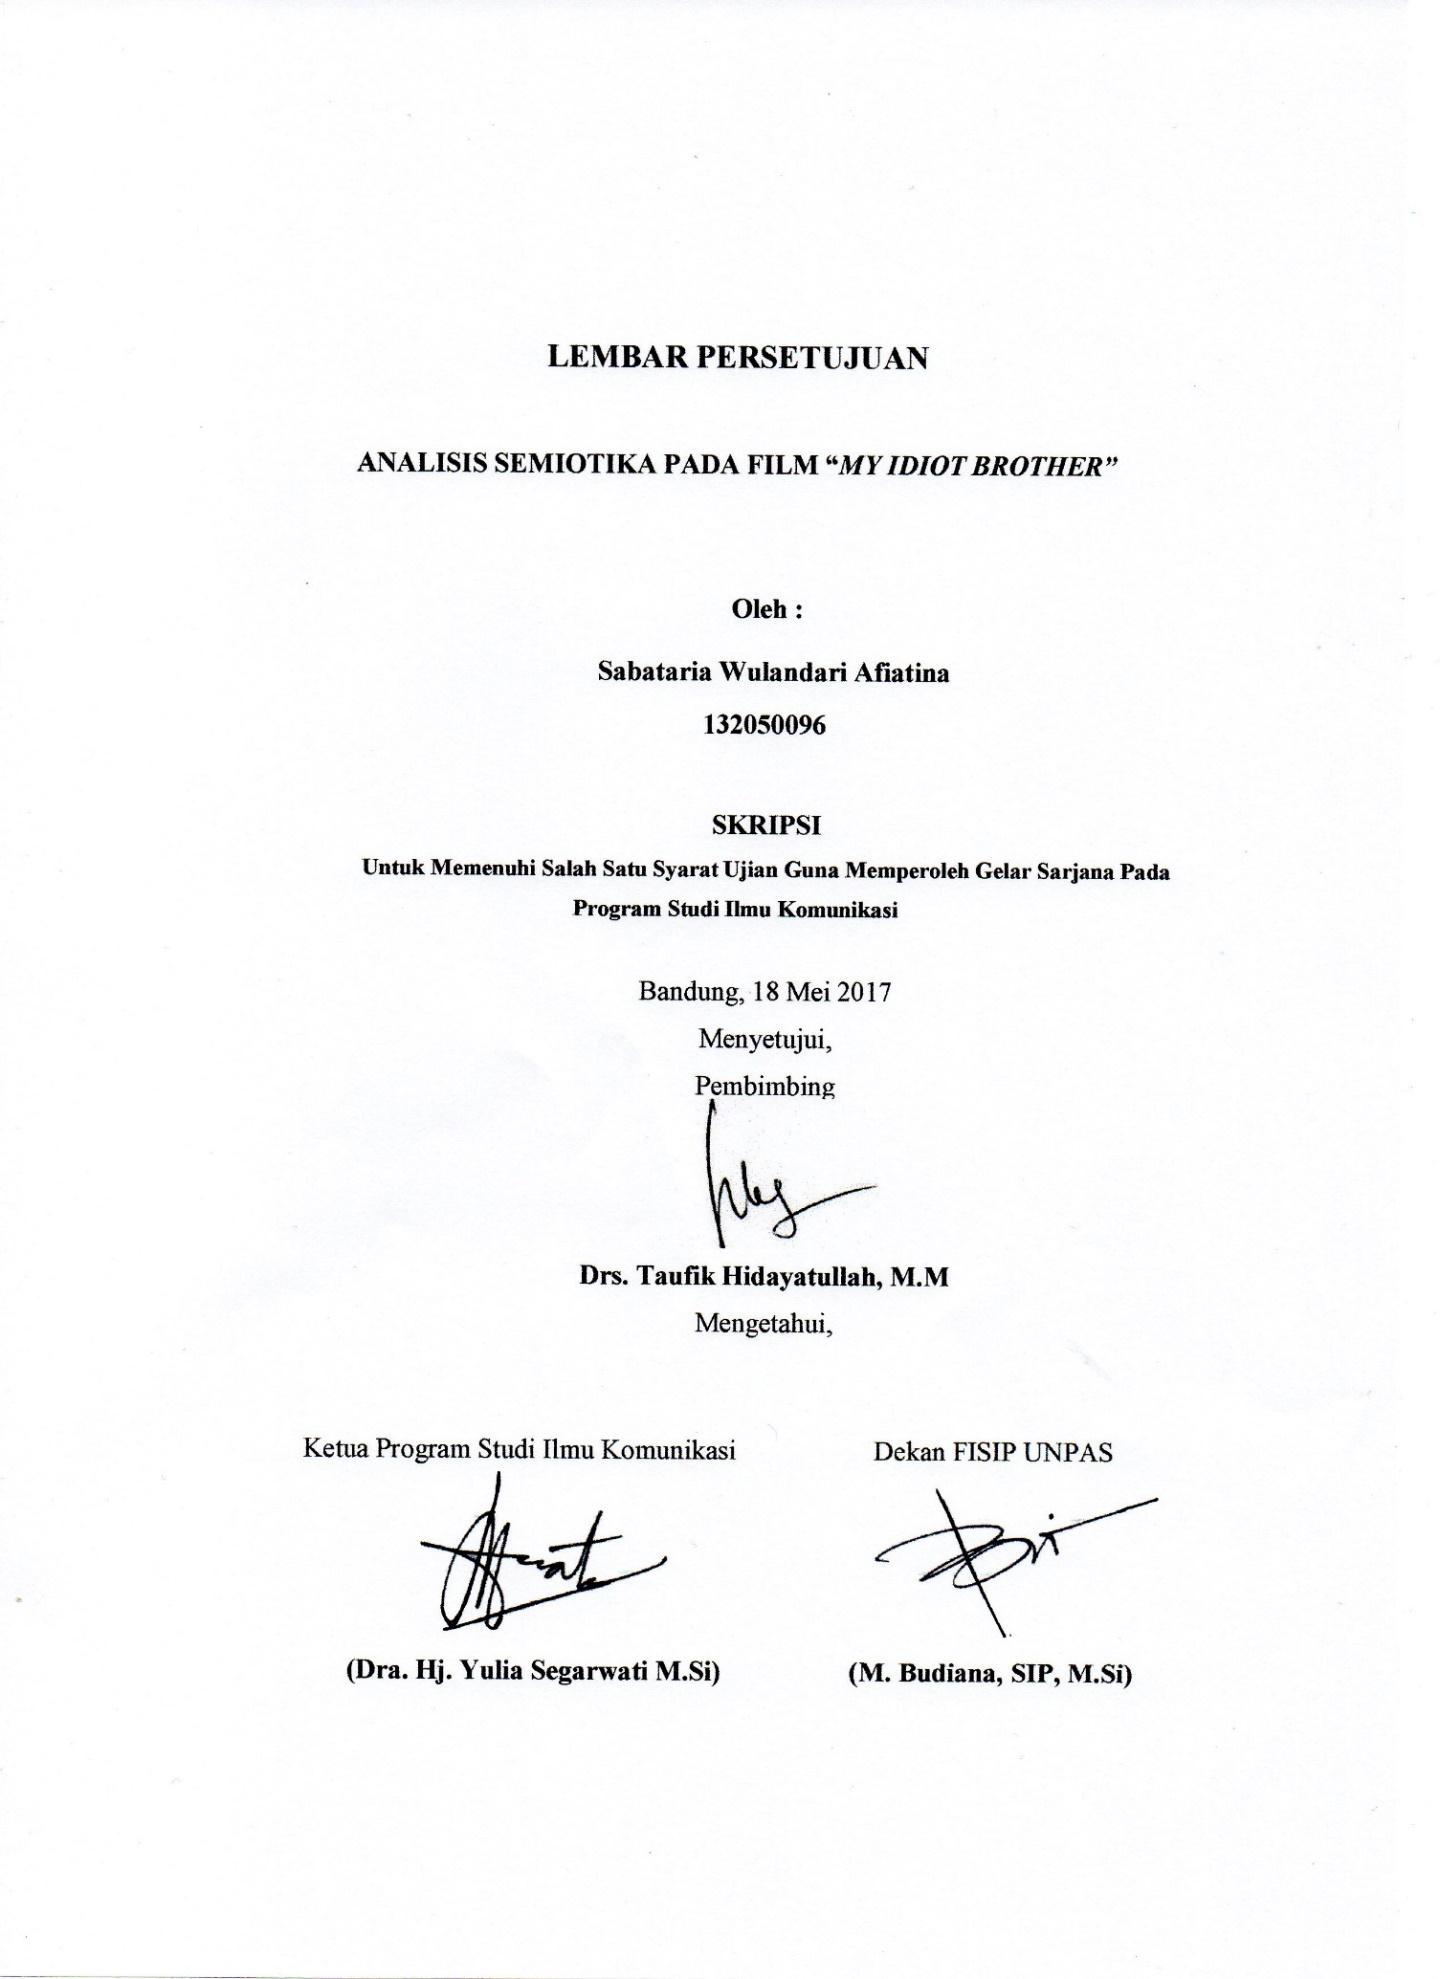 LEMBAR PERSETUJUAN
ANALISIS SEMIOTIKA PADA FILM “MY IDIOT BROTHER”
Oleh :
Sabataria Wulandari Afiatina
132050096
SKRIPSI
Untuk Memenuhi Salah Satu Syarat Ujian Guna Memperoleh Gelar Sarjana Pada
Program Studi Ilmu Komunikasi
Bandung, 18 Mei 2017
Menyetujui,
Pembimbing
Drs. Taufik Hidayatullah, M.M
Mengetahui,
Ketua Program Studi Ilmu Komunikasi
Dekan FISIP UNPAS
(Dra. Hj. Yulia Segarwati M.Si)
(M. Budiana, SIP, M.Si)